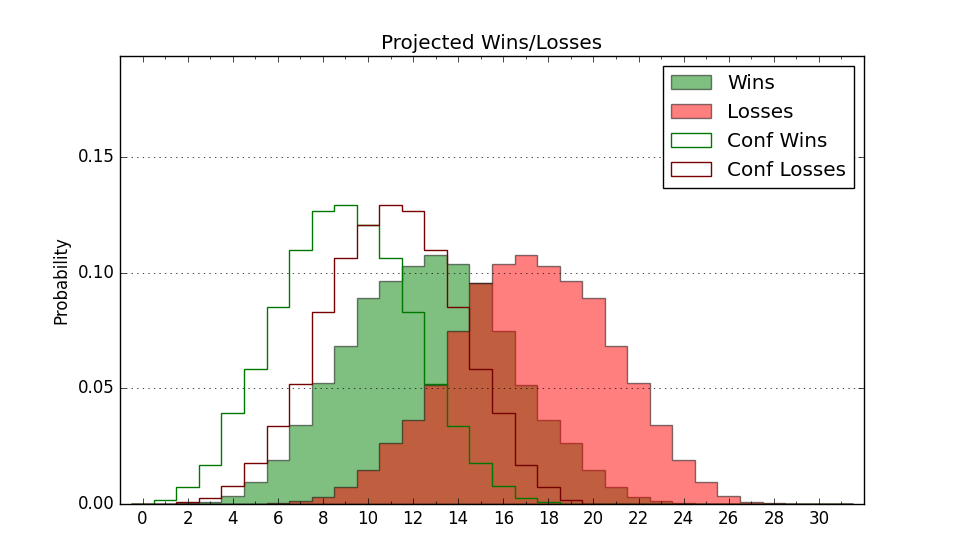 Projected Wins/Losses
Wins
Losses
Conf Wins
Conf Losses
Probability
0.15
0.10
0.05
0.00
0 2 4 6 8 10 12 14 16 18 20 22 24 26 28 30